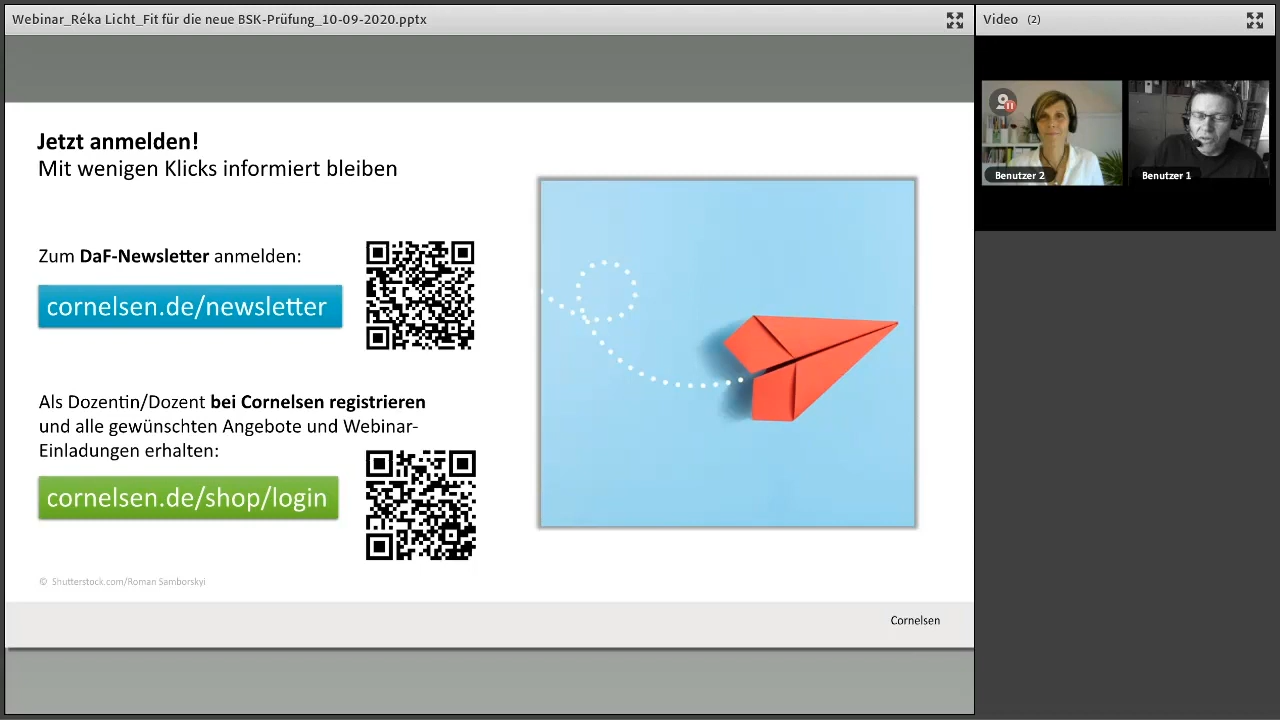 Webinar_Réka Licht_Fit für die neue BSK-Prüfung_10-09-2020.pptx
Video (2)
Benutzer 2
Benutzer 1
Jetzt anmelden!
Mit wenigen Klicks informiert bleiben
Zum DaF-Newsletter anmelden:
cornelsen.de/newsletter
Als Dozentin/Dozent bei Cornelsen registrieren
und alle gewünschten Angebote und Webinar-
Einladungen erhalten:
cornelsen.de/shop/login
© Shutterstock.com/Roman Samborskyi
Cornelsen